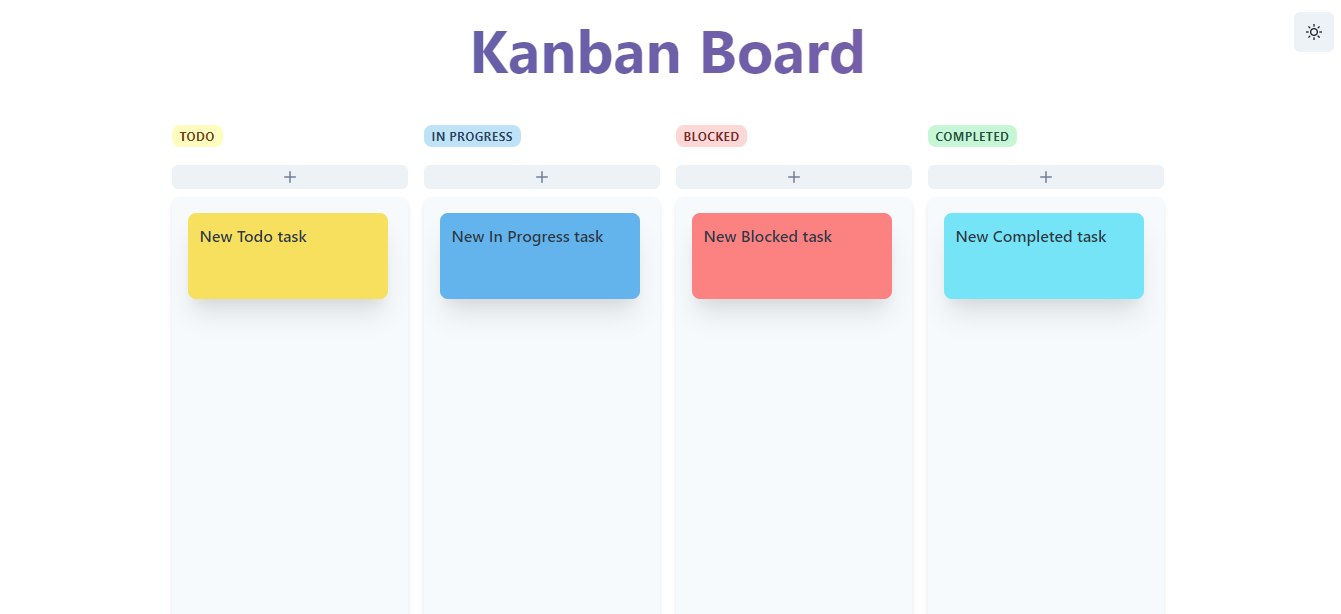 Kanban Board
TODO
IN PROGRESS
BLOCKED
COMPLETED
New Todo task
New In Progress task
New Blocked task
New Completed task